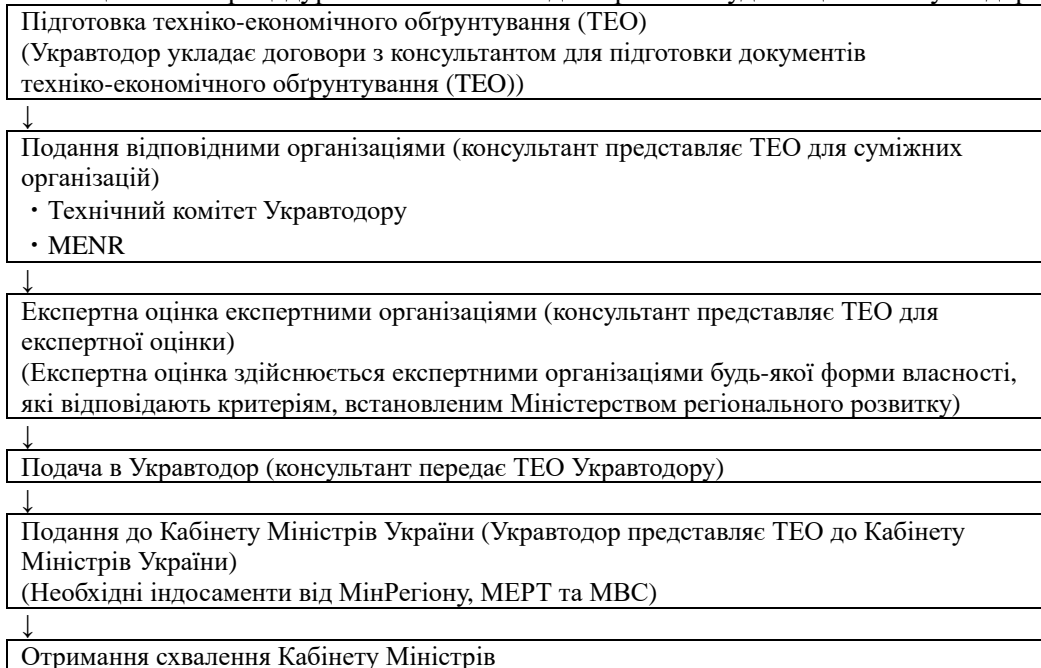 Підготовка техніко-економічного обґрунтування (ТЕО)
(Укравтодор укладає договори з консультантом для підготовки документів
техніко-економічного обґрунтування (ТЕО))
↓
Подання відповідними організаціями (консультант представляє ТЕО для суміжних
організацій)
・Технічний комітет Укравтодору
・MENR
↓
Експертна оцінка експертними організаціями (консультант представляє ТЕО для
експертної оцінки)
(Експертна оцінка здійснюється експертними організаціями будь-якої форми власності,
які відповідають критеріям, встановленим Міністерством регіонального розвитку)
↓
Подача в Укравтодор (консультант передає ТЕО Укравтодору)
↓
Подання до Кабінету Міністрів України (Укравтодор представляє ТЕО до Кабінету
Міністрів України)
(Необхідні індосаменти від МінРегіону, МЕРТ та МВС)
↓
Отримання схвалення Кабінету Міністрів